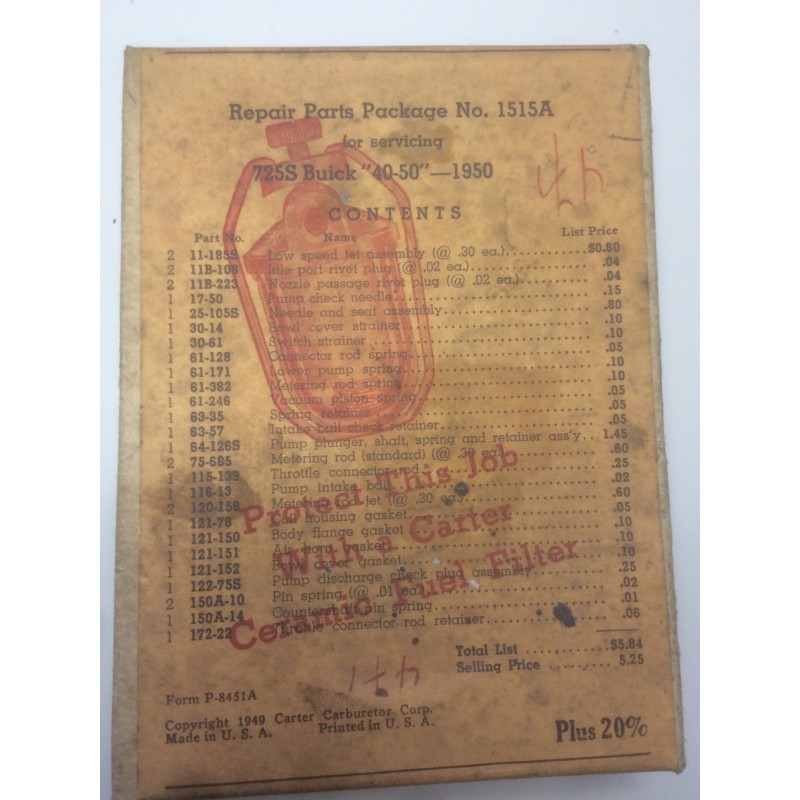 Repair Parts Package No. 1515A
for servicing
725S Buick "40-50"—1950
CONTENTS
Part No. Name List Price
2 11-185S Low speed jet assembly (@ .30 ea.) $0.60
2 11B-108 Idle port rivet plug (@ .02 ea.) .04
2 11B-223 Nozzle passage rivet plug (@ .02 ea.) .04
1 17-50 Pump check needle .15
1 25-105S Needle and seat assembly .80
1 30-14 Bowl cover strainer .10
1 30-61 Switch strainer .10
1 61-128 Connector rod spring .05
1 61-171 Lower pump spring .10
1 61-382 Metering rod spring .10
1 61-246 Vacuum piston spring .05
1 63-35 Spring retainer .05
1 63-57 Intake ball check retainer .05
1 64-126S Pump plunger, shaft, spring and retainer ass'y 1.45
2 75-685 Metering rod (standard) (@ .30 ea.) .60
1 115-139 Throttle connector rod .25
1 116-13 Pump intake ball .02
2 120-158 Metering rod jet (@ .30 ea.) .60
1 121-76 Coil housing gasket .05
1 121-150 Body flange gasket .10
1 121-151 Air horn gasket .10
1 121-152 Bowl cover gasket .10
1 122-75S Pump discharge check plug assembly .25
2 150A-10 Pin spring (@ .01 ea.) .02
1 150A-14 Countershaft pin spring .01
1 172-22 Throttle connector rod retainer .06
Protect This Job
With a Carter
Ceramic Fuel Filter
Total List $5.84
Selling Price 5.25
Form P-8451A
Copyright 1949 Carter Carburetor Corp.
Made in U. S. A. Printed in U. S. A.
Plus 20%